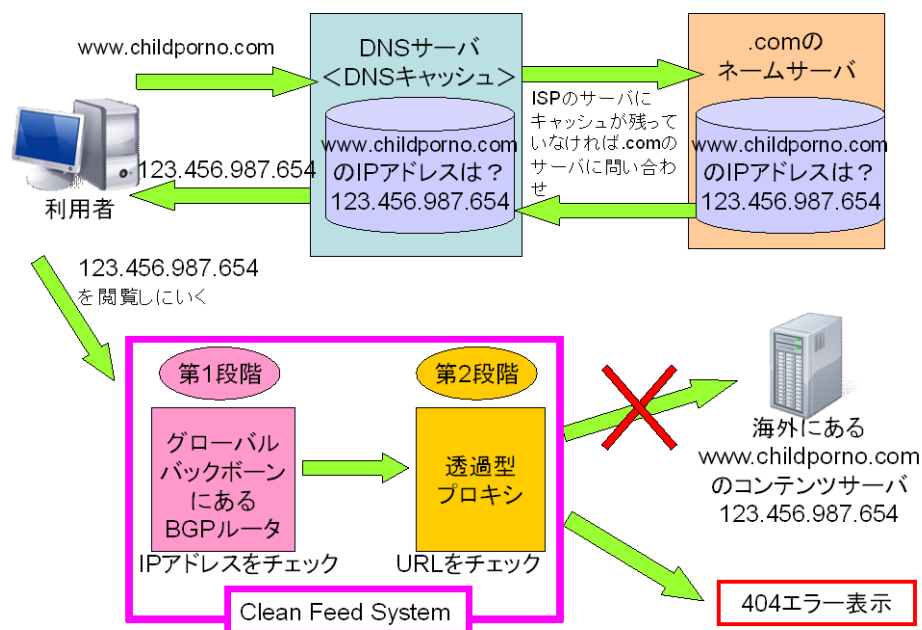 www.childporno.com
DNSサーバ
＜DNSキャッシュ＞
.comの
ネームサーバ
ISPのサーバに
キャッシュが残って
いなければ.comの
サーバに問い合わ
せ
www.childporno.com
のIPアドレスは？
123.456.987.654
www.childporno.com
のIPアドレスは？
123.456.987.654
123.456.987.654
利用者
123.456.987.654
を閲覧しにいく
第1段階
第2段階
グローバル
バックボーン
にある
BGPルータ
透過型
プロキシ
IPアドレスをチェック
URLをチェック
Clean Feed System
海外にある
www.childporno.com
のコンテンツサーバ
123.456.987.654
404エラー表示